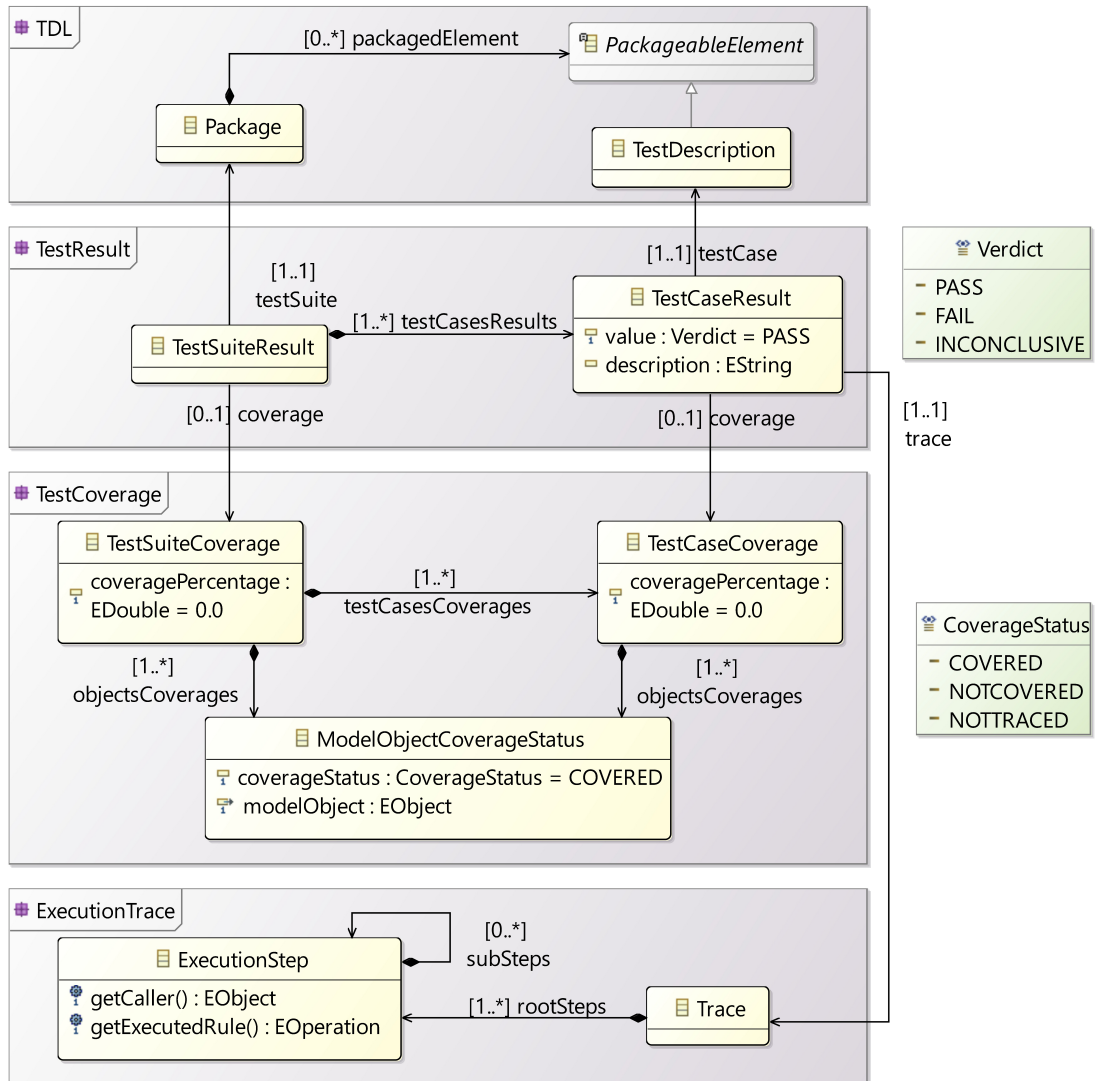 TDL
[0..*] packagedElement
PackageableElement
Package
TestDescription
TestResult
[1..1] testCase
Verdict
[1..1]
testSuite
TestCaseResult
PASS
[1..*] testCasesResults
value : Verdict = PASS
FAIL
TestSuiteResult
description : EString
INCONCLUSIVE
[0..1] coverage
[0..1] coverage
[1..1]
trace
TestCoverage
TestSuiteCoverage
TestCaseCoverage
coveragePercentage :
EDouble = 0.0
[1..*]
testCasesCoverages
coveragePercentage :
EDouble = 0.0
CoverageStatus
COVERED
NOTCOVERED
NOTTRACED
[1..*]
objectsCoverages
[1..*]
objectsCoverages
ModelObjectCoverageStatus
coverageStatus : CoverageStatus = COVERED
modelObject : EObject
ExecutionTrace
[0..*]
subSteps
ExecutionStep
getCaller() : EObject
getExecutedRule() : EOperation
[1..*] rootSteps
Trace